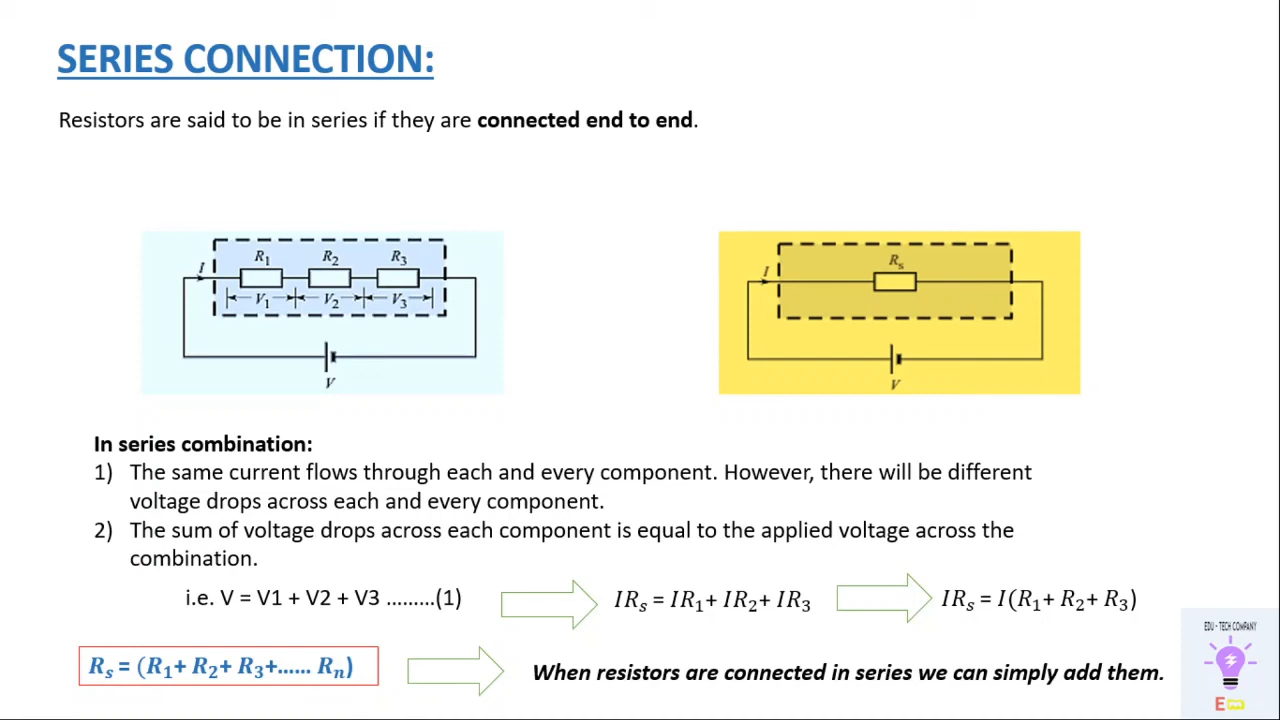 SERIES CONNECTION:
Resistors are said to be in series if they are connected end to end.
R₁ R₂ R₃
I
V₁ V₂ V₃
V
Rₛ
I
V
In series combination:
1) The same current flows through each and every component. However, there will be different
voltage drops across each and every component.
2) The sum of voltage drops across each component is equal to the applied voltage across the
combination.
i.e. V = V1 + V2 + V3 .........(1)
IRₛ = IR₁+ IR₂+ IR₃
IRₛ = I(R₁+ R₂+ R₃)
Rₛ = (R₁+ R₂+ R₃+...... Rₙ)
When resistors are connected in series we can simply add them.
EDU - TECH COMPANY
E